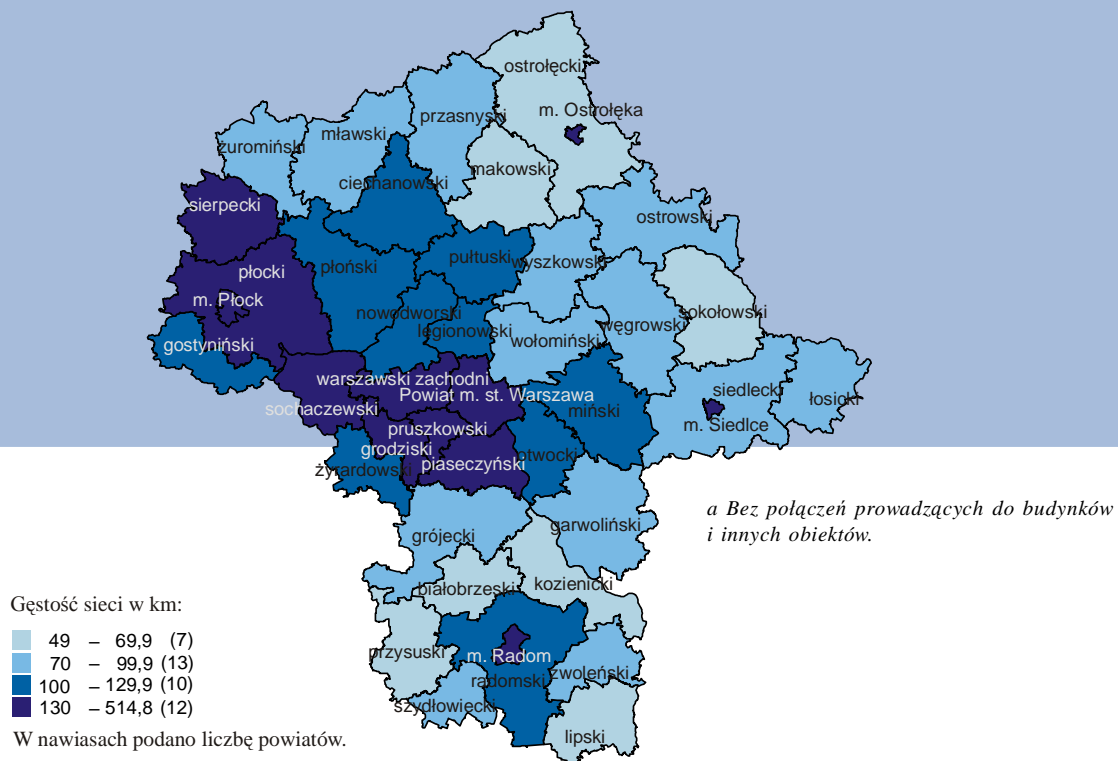 ostrołęcki
m. Ostrołęka
przasnyski
mławski
żuromiński
makowski
ciechanowski
sierpecki
ostrowski
płocki
pułtuski
wyszkowski
płoński
m. Płock
nowodworski
sokołowski
legionowski
węgrowski
wołomiński
gostyniński
warszawski zachodni
siedlecki
Powiat m. st. Warszawa
łosicki
sochaczewski
miński
m. Siedlce
pruszkowski
grodziski
otwocki
piaseczyński
żyrardowski
a Bez połączeń prowadzących do budynków
i innych obiektów.
garwoliński
grójecki
białobrzeski
kozienicki
przysuski
m. Radom
zwoleński
radomski
szydłowiecki
lipski
Gęstość sieci w km:
49 – 69,9 (7)
70 – 99,9 (13)
100 – 129,9 (10)
130 – 514,8 (12)
W nawiasach podano liczbę powiatów.